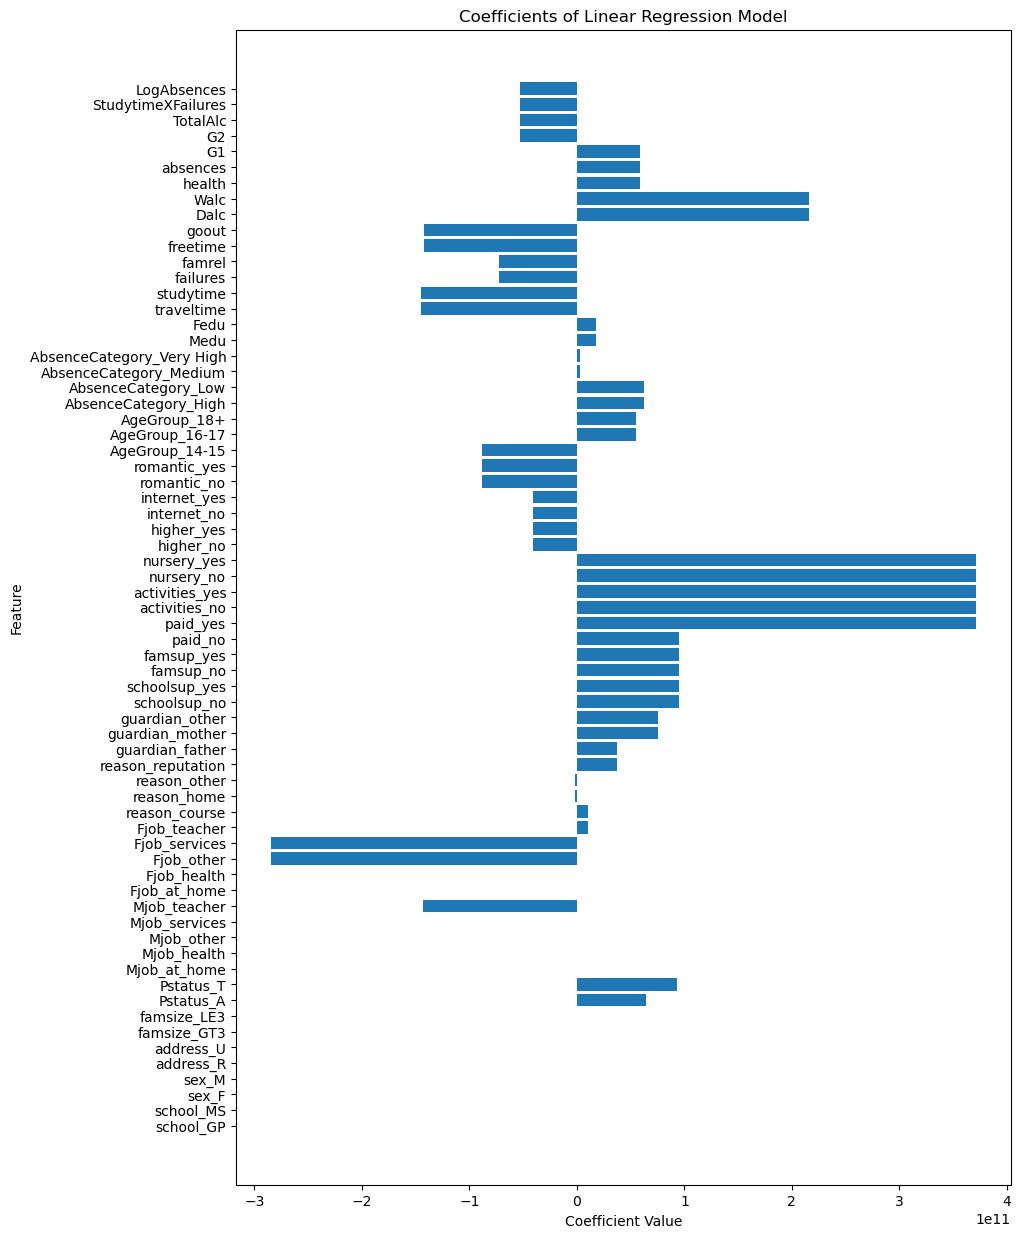 Coefficients of Linear Regression Model
LogAbsences
StudytimeXFailures
TotalAlc
G2
G1
absences
health
Walc
Dalc
goout
freetime
famrel
failures
studytime
traveltime
Fedu
Medu
AbsenceCategory_Very High
AbsenceCategory_Medium
AbsenceCategory_Low
AbsenceCategory_High
AgeGroup_18+
AgeGroup_16-17
AgeGroup_14-15
romantic_yes
romantic_no
internet_yes
internet_no
higher_yes
higher_no
nursery_yes
nursery_no
activities_yes
activities_no
paid_yes
paid_no
famsup_yes
famsup_no
schoolsup_yes
schoolsup_no
guardian_other
guardian_mother
guardian_father
reason_reputation
reason_other
reason_home
reason_course
Fjob_teacher
Fjob_services
Fjob_other
Fjob_health
Fjob_at_home
Mjob_teacher
Mjob_services
Mjob_other
Mjob_health
Mjob_at_home
Pstatus_T
Pstatus_A
famsize_LE3
famsize_GT3
address_U
address_R
sex_M
sex_F
school_MS
school_GP
Feature
−3 −2 −1 0 1 2 3 4
1e11
Coefficient Value